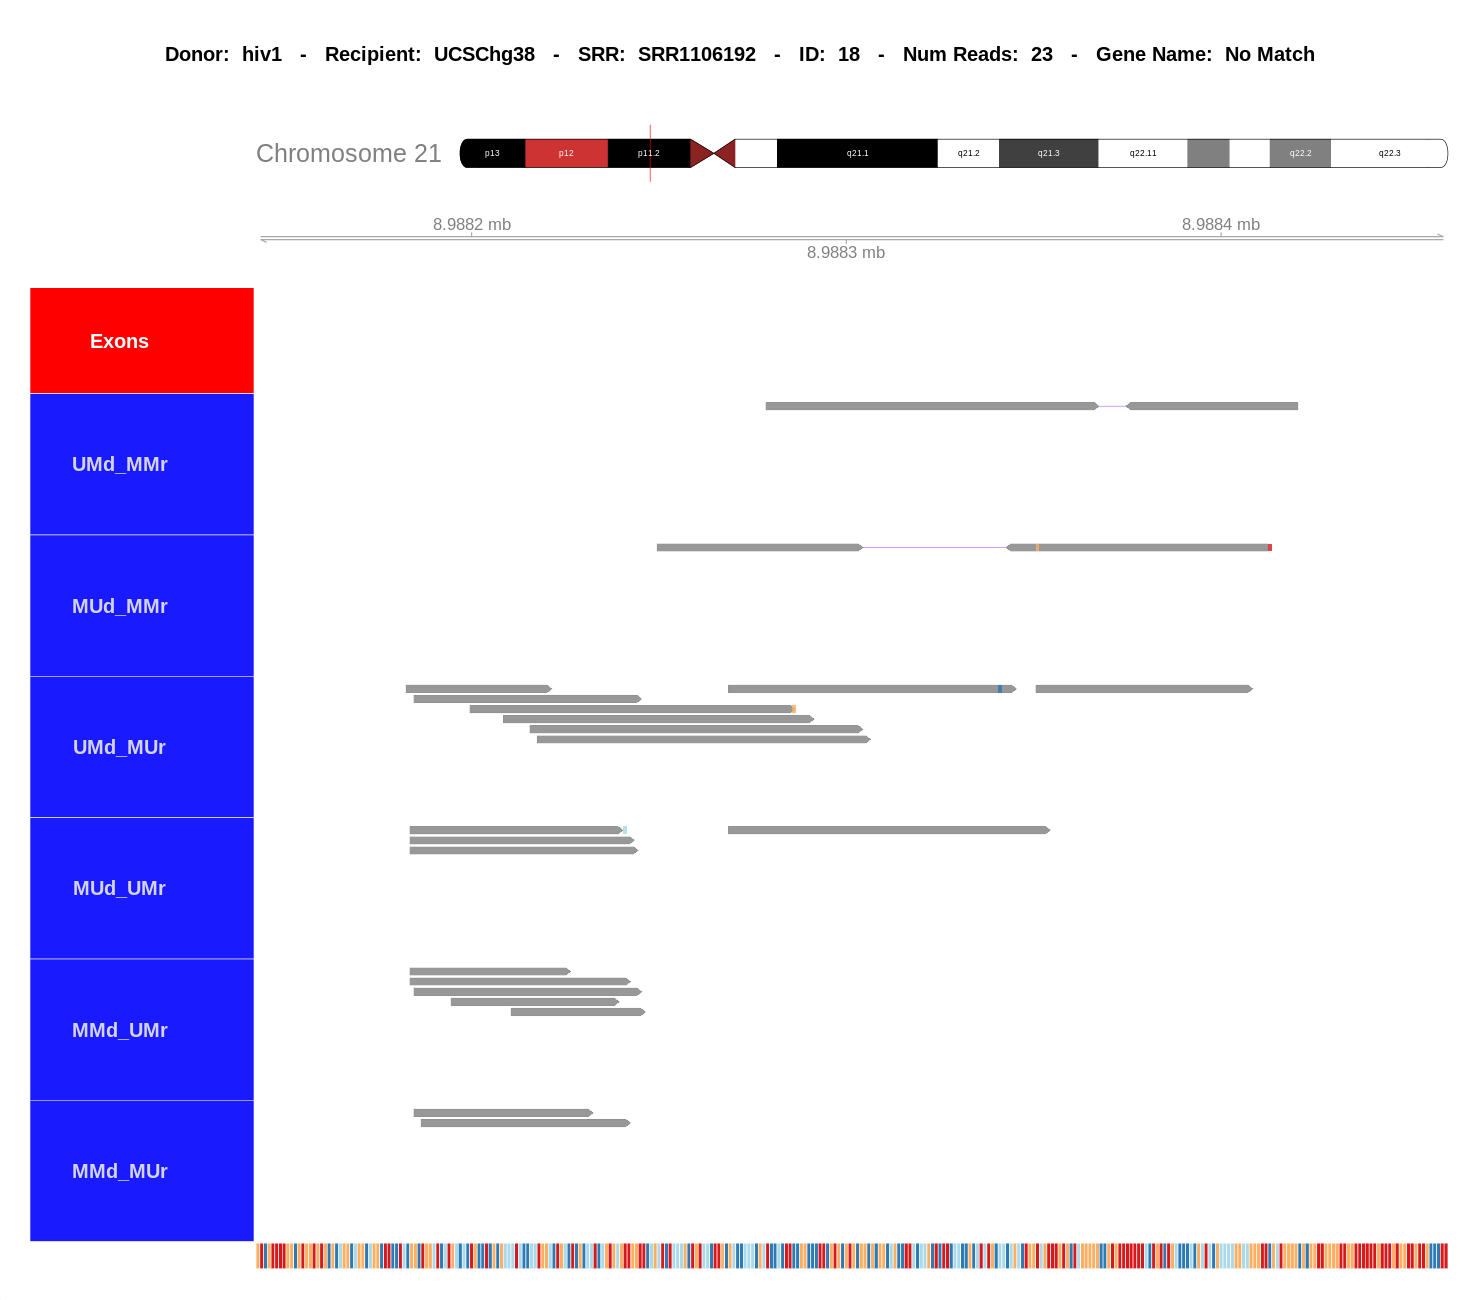 Donor: hiv1 - Recipient: UCSChg38 - SRR: SRR1106192 - ID: 18 - Num Reads: 23 - Gene Name: No Match
Chromosome 21 p13 p12 p11.2 q21.1 q21.2 q21.3 q22.11 q22.2 q22.3
8.9882 mb 8.9884 mb
8.9883 mb
Exons
UMd_MMr
MUd_MMr
UMd_MUr
MUd_UMr
MMd_UMr
MMd_MUr